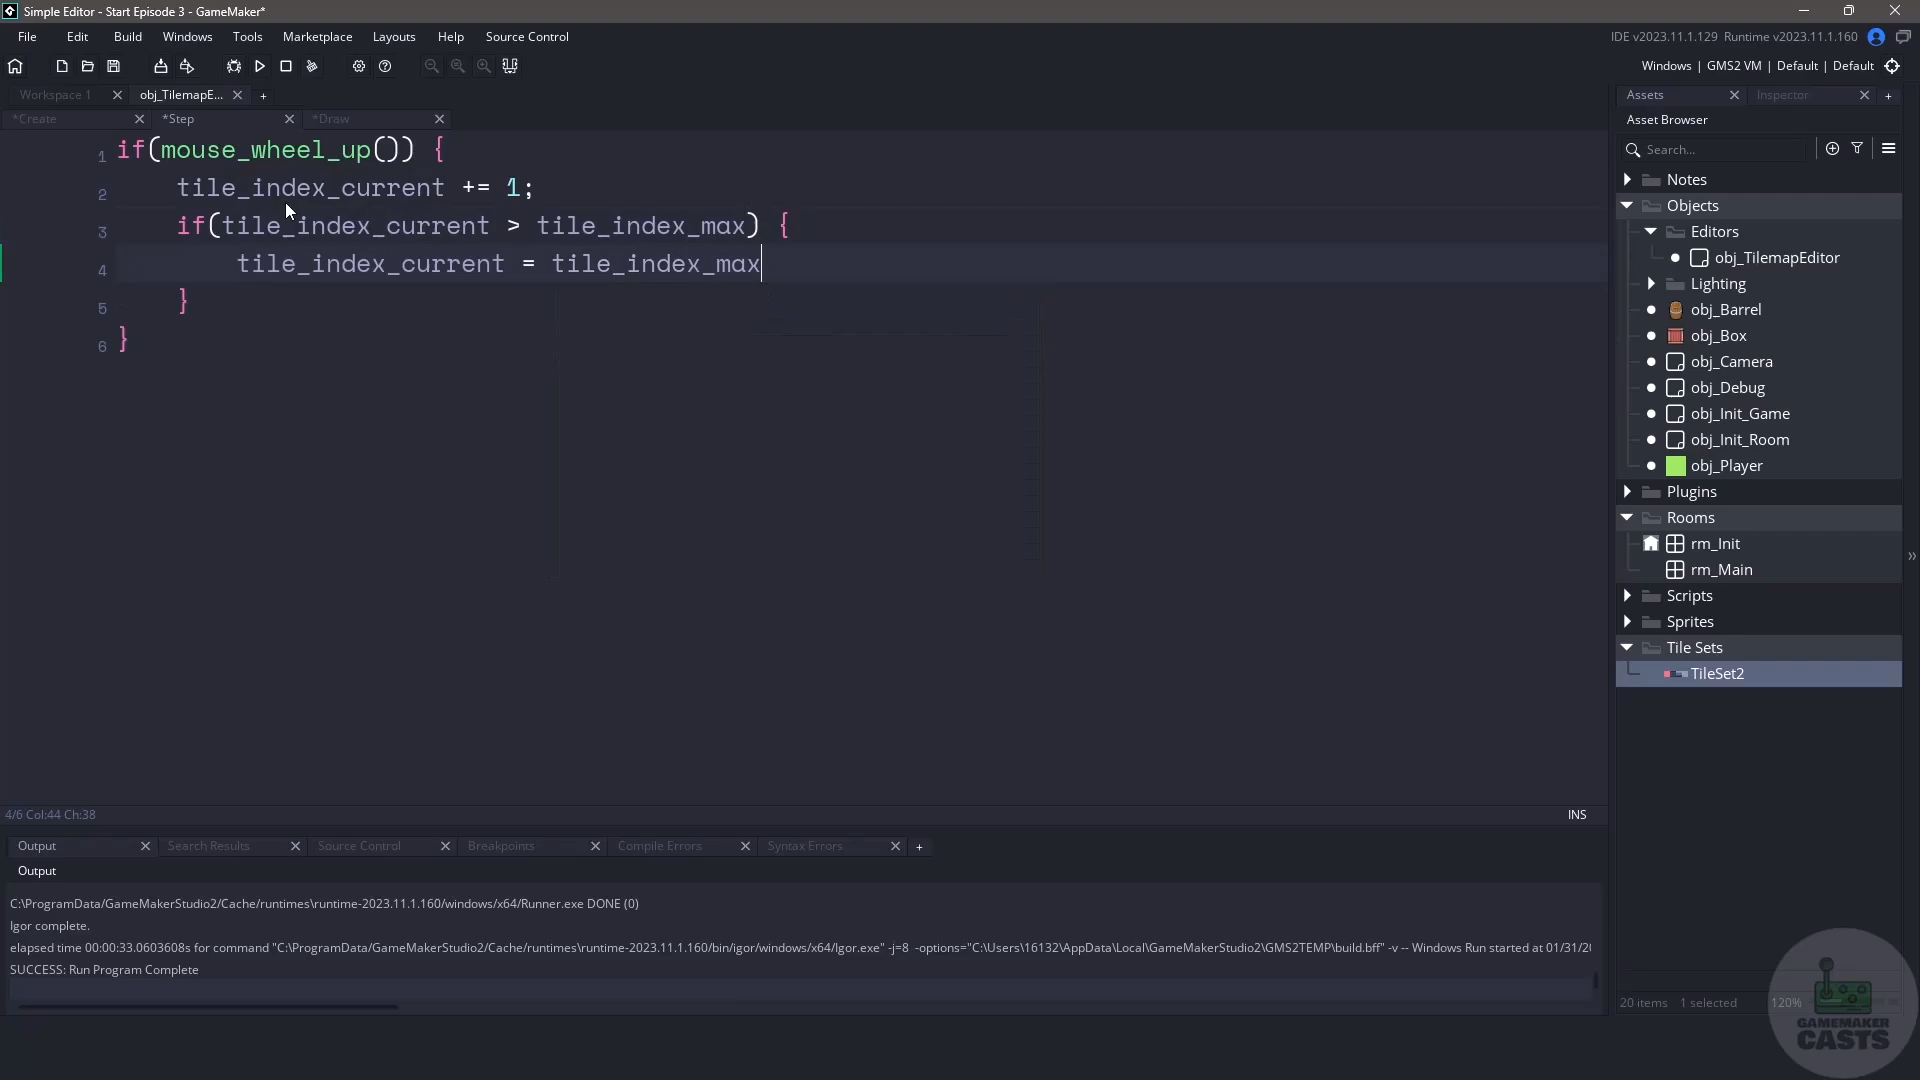 Simple Editor - Start Episode 3 - GameMaker*
File Edit Build Windows Tools Marketplace Layouts Help Source Control
IDE v2023.11.1.129 Runtime v2023.11.1.160
Windows | GMS2 VM | Default | Default
Workspace 1 obj_TilemapE... +
*Create *Step *Draw
1 if(mouse_wheel_up()) {
2 tile_index_current += 1;
3 if(tile_index_current > tile_index_max) {
4 tile_index_current = tile_index_max
5 }
6 }
4/6 Col:44 Ch:38
INS
Assets Inspector +
Asset Browser
Search...
Notes
Objects
Editors
obj_TilemapEditor
Lighting
obj_Barrel
obj_Box
obj_Camera
obj_Debug
obj_Init_Game
obj_Init_Room
obj_Player
Plugins
Rooms
rm_Init
rm_Main
Scripts
Sprites
Tile Sets
TileSet2
20 items 1 selected 120%
Output Search Results Source Control Breakpoints Compile Errors Syntax Errors +
Output
C:\ProgramData/GameMakerStudio2/Cache/runtimes\runtime-2023.11.1.160/windows/x64/Runner.exe DONE (0)
Igor complete.
elapsed time 00:00:33.0603608s for command "C:\ProgramData/GameMakerStudio2/Cache/runtimes\runtime-2023.11.1.160/bin/igor/windows/x64/Igor.exe" -j=8 -options="C:\Users\16132\AppData\Local\GameMakerStudio2\GMS2TEMP\build.bff" -v -- Windows Run started at 01/31/20
SUCCESS: Run Program Complete
GAMEMAKER
CASTS